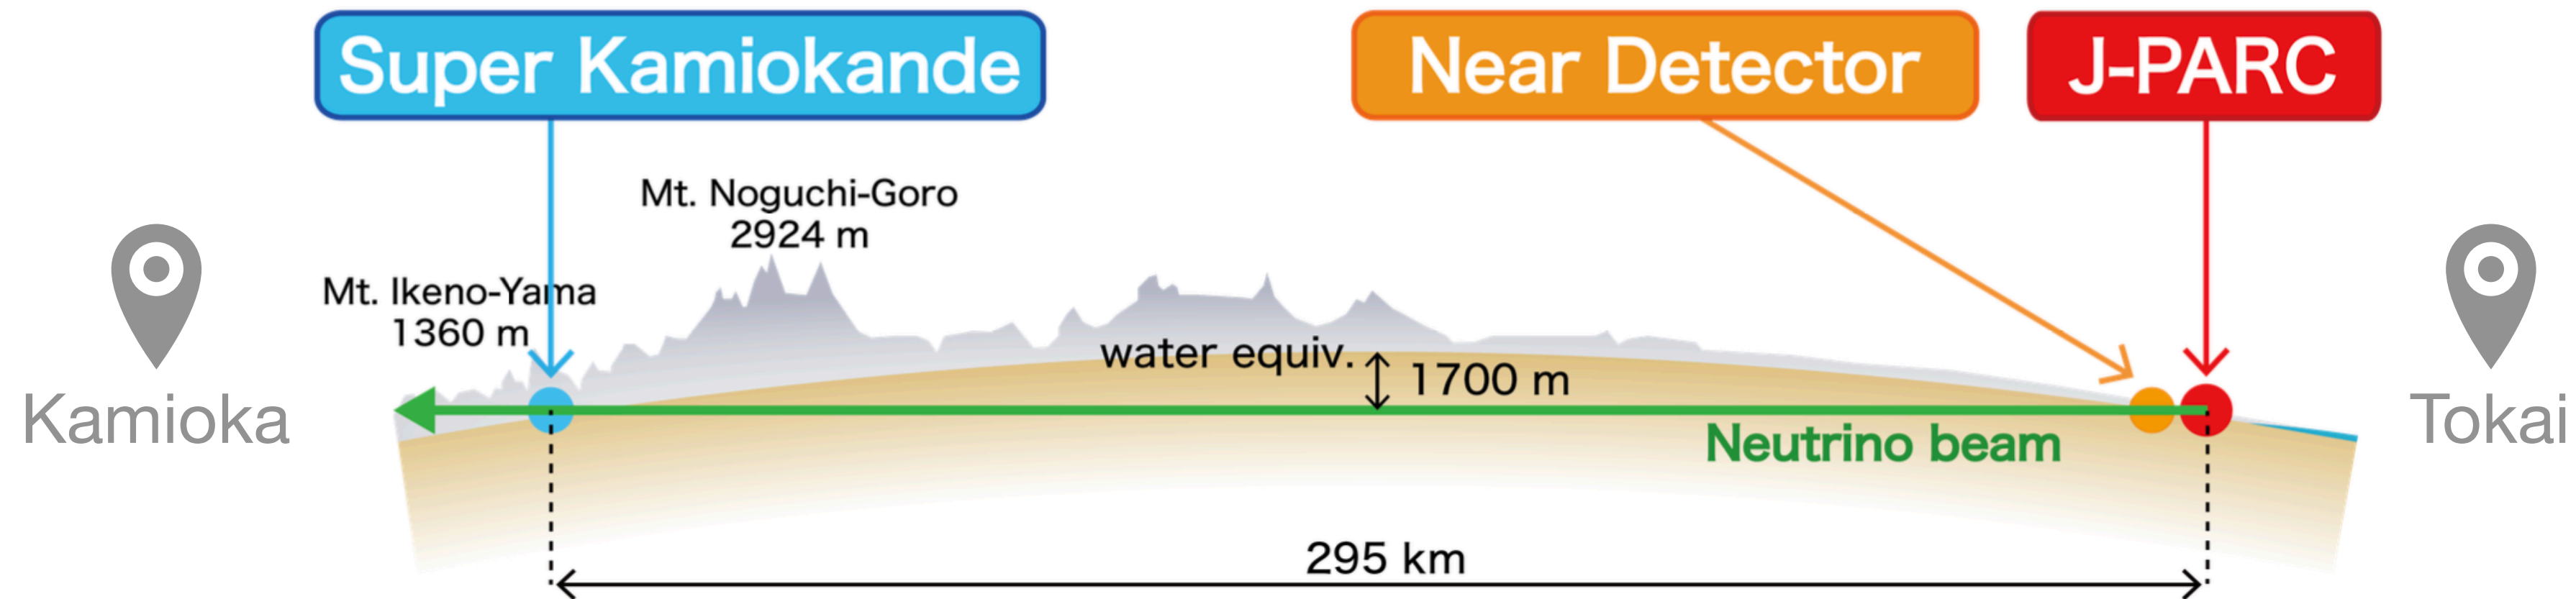 Super Kamiokande
Near Detector
J-PARC
Mt. Noguchi-Goro
2924 m
Mt. Ikeno-Yama
1360 m
water equiv.
1700 m
Kamioka
Tokai
Neutrino beam
295 km